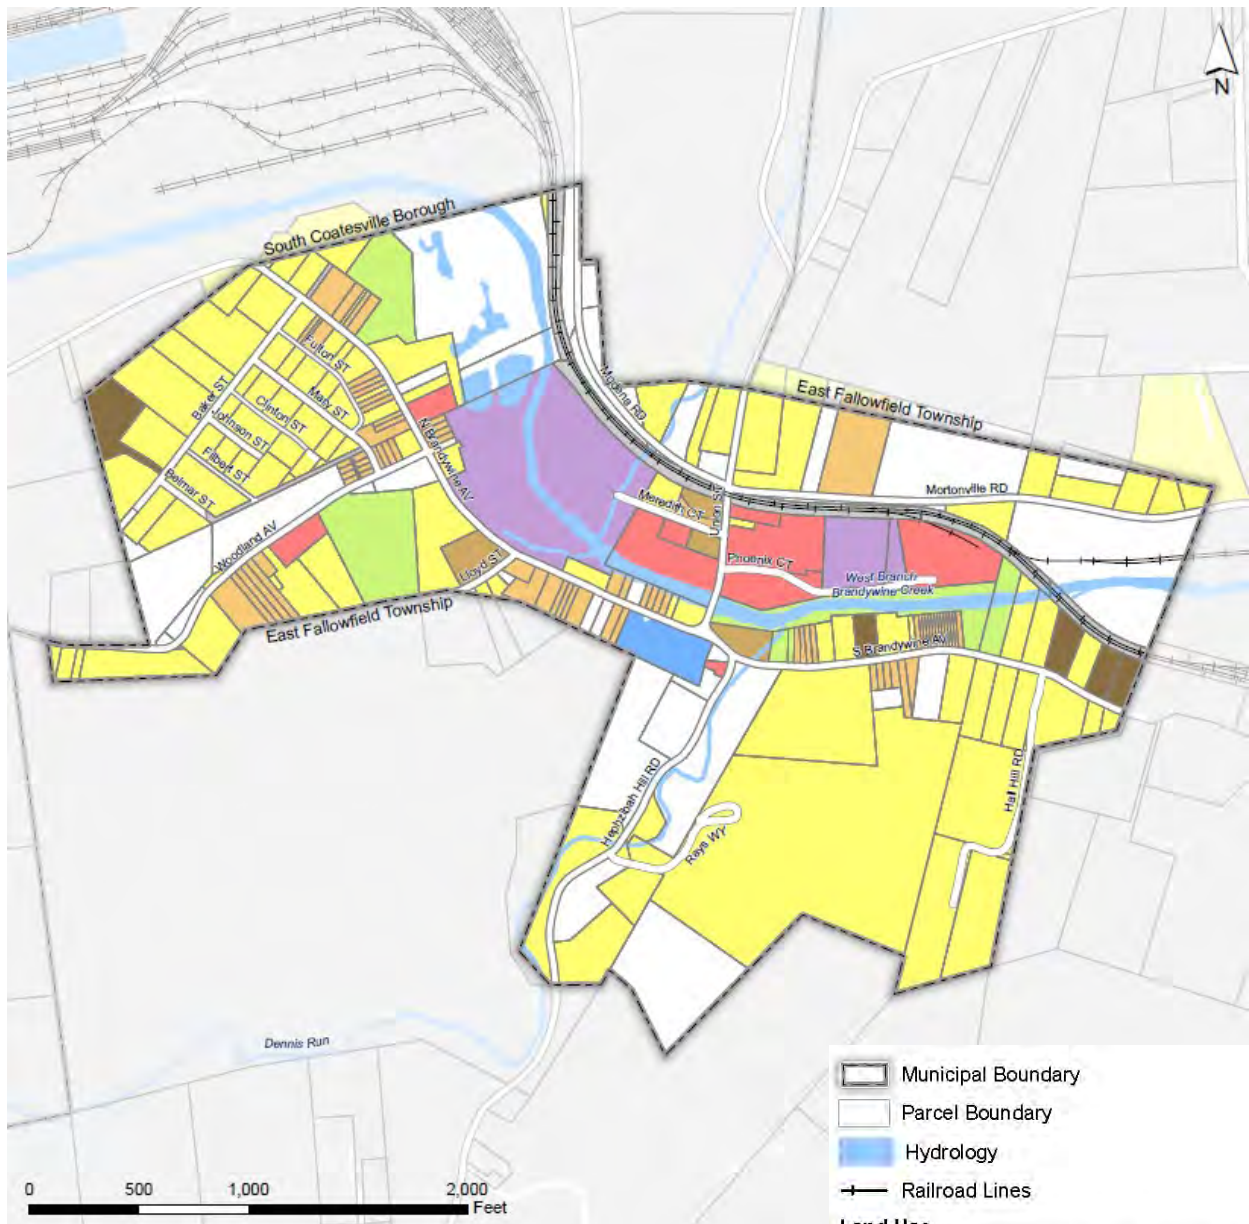 N
South Coatesville Borough
Fulton ST
Mary ST
Baker ST
Clinton ST
Johnson ST
Filbert ST
Belmar ST
N Brandywine AV
Modena RD
East Fallowfield Township
Mortonville RD
Meredith CT
Union ST
Phoenix CT
West Branch
Brandywine Creek
Woodland AV
Lloyd ST
East Fallowfield Township
S Brandywine AV
Hephzibah Hill RD
Rays WY
Hall Hill RD
Dennis Run
Municipal Boundary
Parcel Boundary
Hydrology
Railroad Lines
0 500 1,000 2,000
Feet